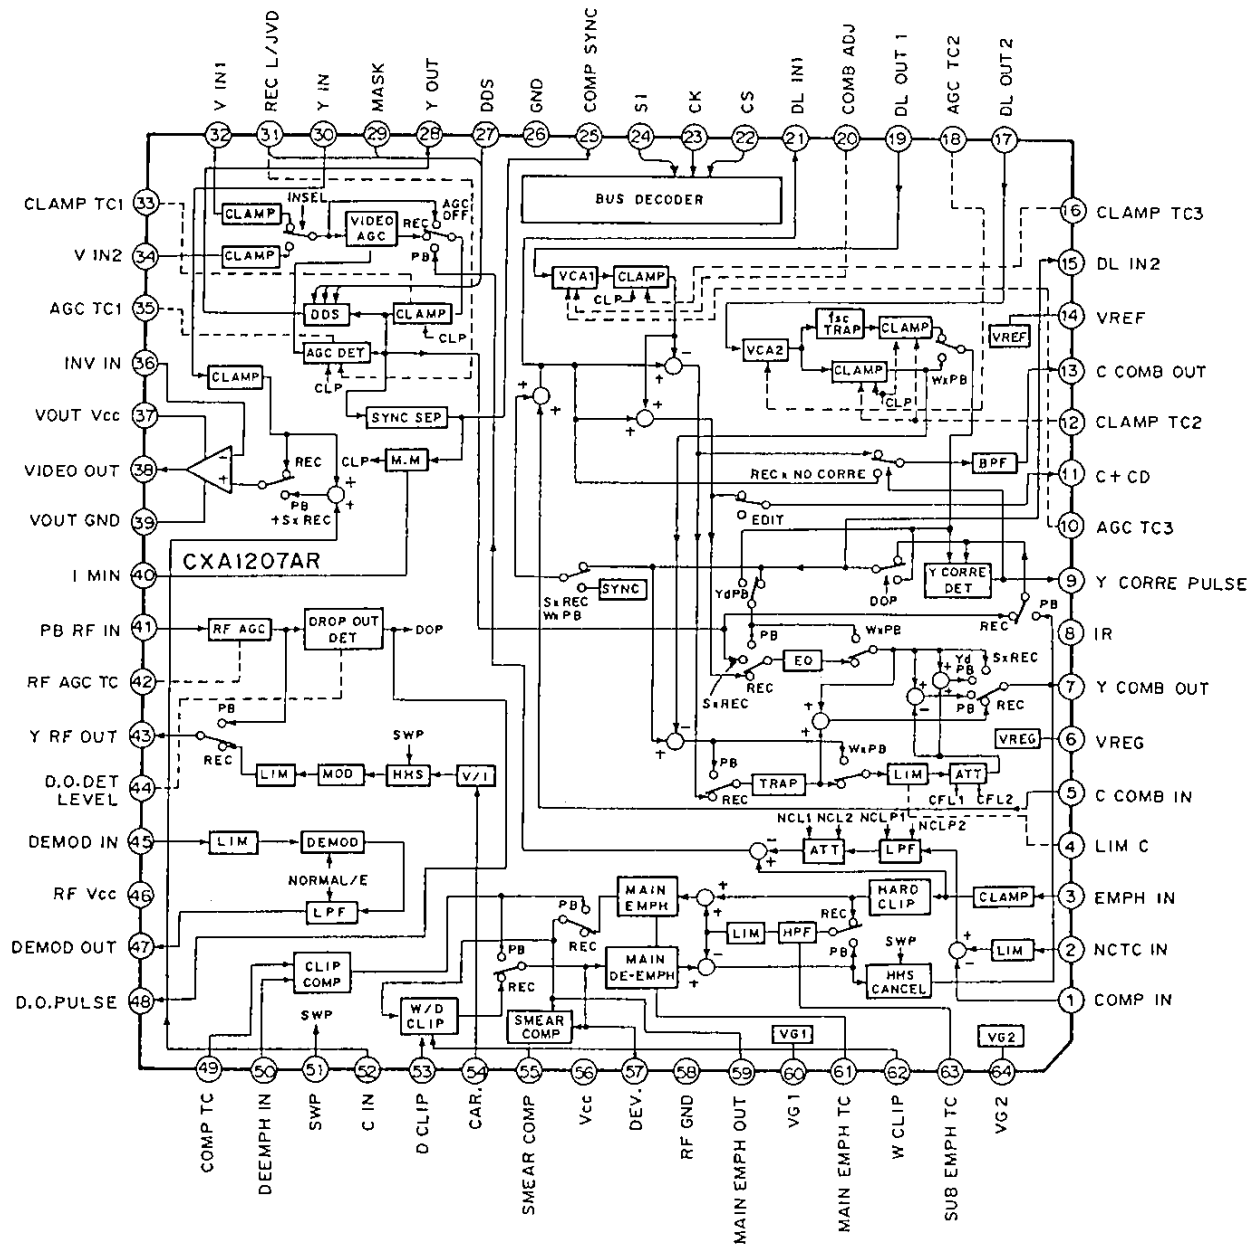 V IN1
REC L/JVD
Y IN
MASK
Y OUT
DDS
GND
COMP SYNC
SI
CK
CS
DL IN1
COMB ADJ
DL OUT 1
AGC TC2
DL OUT 2
32
31
30
29
28
27
26
25
24
23
22
21
20
19
18
17
CLAMP TC1
33
V IN2
34
AGC TC1
35
INV IN
36
VOUT Vcc
37
VIDEO OUT
38
VOUT GND
39
I MIN
40
PB RF IN
41
RF AGC TC
42
Y RF OUT
43
D.O.DET
LEVEL
44
DEMOD IN
45
RF Vcc
46
DEMOD OUT
47
D.O.PULSE
48
16
CLAMP TC3
15
DL IN2
14
VREF
13
C COMB OUT
12
CLAMP TC2
11
C+CD
10
AGC TC3
9
Y CORRE PULSE
8
IR
7
Y COMB OUT
6
VREG
5
C COMB IN
4
LIM C
3
EMPH IN
2
NCTC IN
1
COMP IN
INSEL
CLAMP
CLAMP
VIDEO
AGC
AGC
OFF
REC
PB
BUS DECODER
DDS
CLAMP
CLP
AGC DET
CLP
CLAMP
SYNC SEP
CLP
M.M
REC
PB
+SxREC
- +
+ +
CXA1207AR
VCA1
CLAMP
CLP
fsc
TRAP
CLAMP
VREF
VCA2
CLAMP
WxPB
CLP
- +
+ +
+ +
RECx NO CORRE
BPF
EDIT
SxREC
WxPB
SYNC
YdPB
DOP
Y CORRE
DET
REC
PB
RF AGC
DROP OUT
DET
DOP
PB
WxPB
EQ
REC
SxREC
Yd
PB
SxREC
PB
REC
+ +
+ -
+ +
PB
REC
LIM
MOD
SWP
HHS
V/I
- +
PB
REC
TRAP
WxPB
LIM
ATT
VREG
CFL1
CFL2
NCL1
NCL2
NCLP1
NCLP2
ATT
LPF
- +
LIM
DEMOD
NORMAL/E
LPF
PB
REC
MAIN
EMPH
+ +
LIM
HPF
REC
PB
HARD
CLIP
CLAMP
SWP
HHS
CANCEL
+ -
LIM
CLIP
COMP
SWP
PB
REC
MAIN
DE-EMPH
- +
W/D
CLIP
SMEAR
COMP
VG1
VG2
49
50
51
52
53
54
55
56
57
58
59
60
61
62
63
64
COMP TC
DEEMPH IN
SWP
C IN
D CLIP
CAR.
SMEAR COMP
Vcc
DEV.
RF GND
MAIN EMPH OUT
VG1
MAIN EMPH TC
W CLIP
SUB EMPH TC
VG2